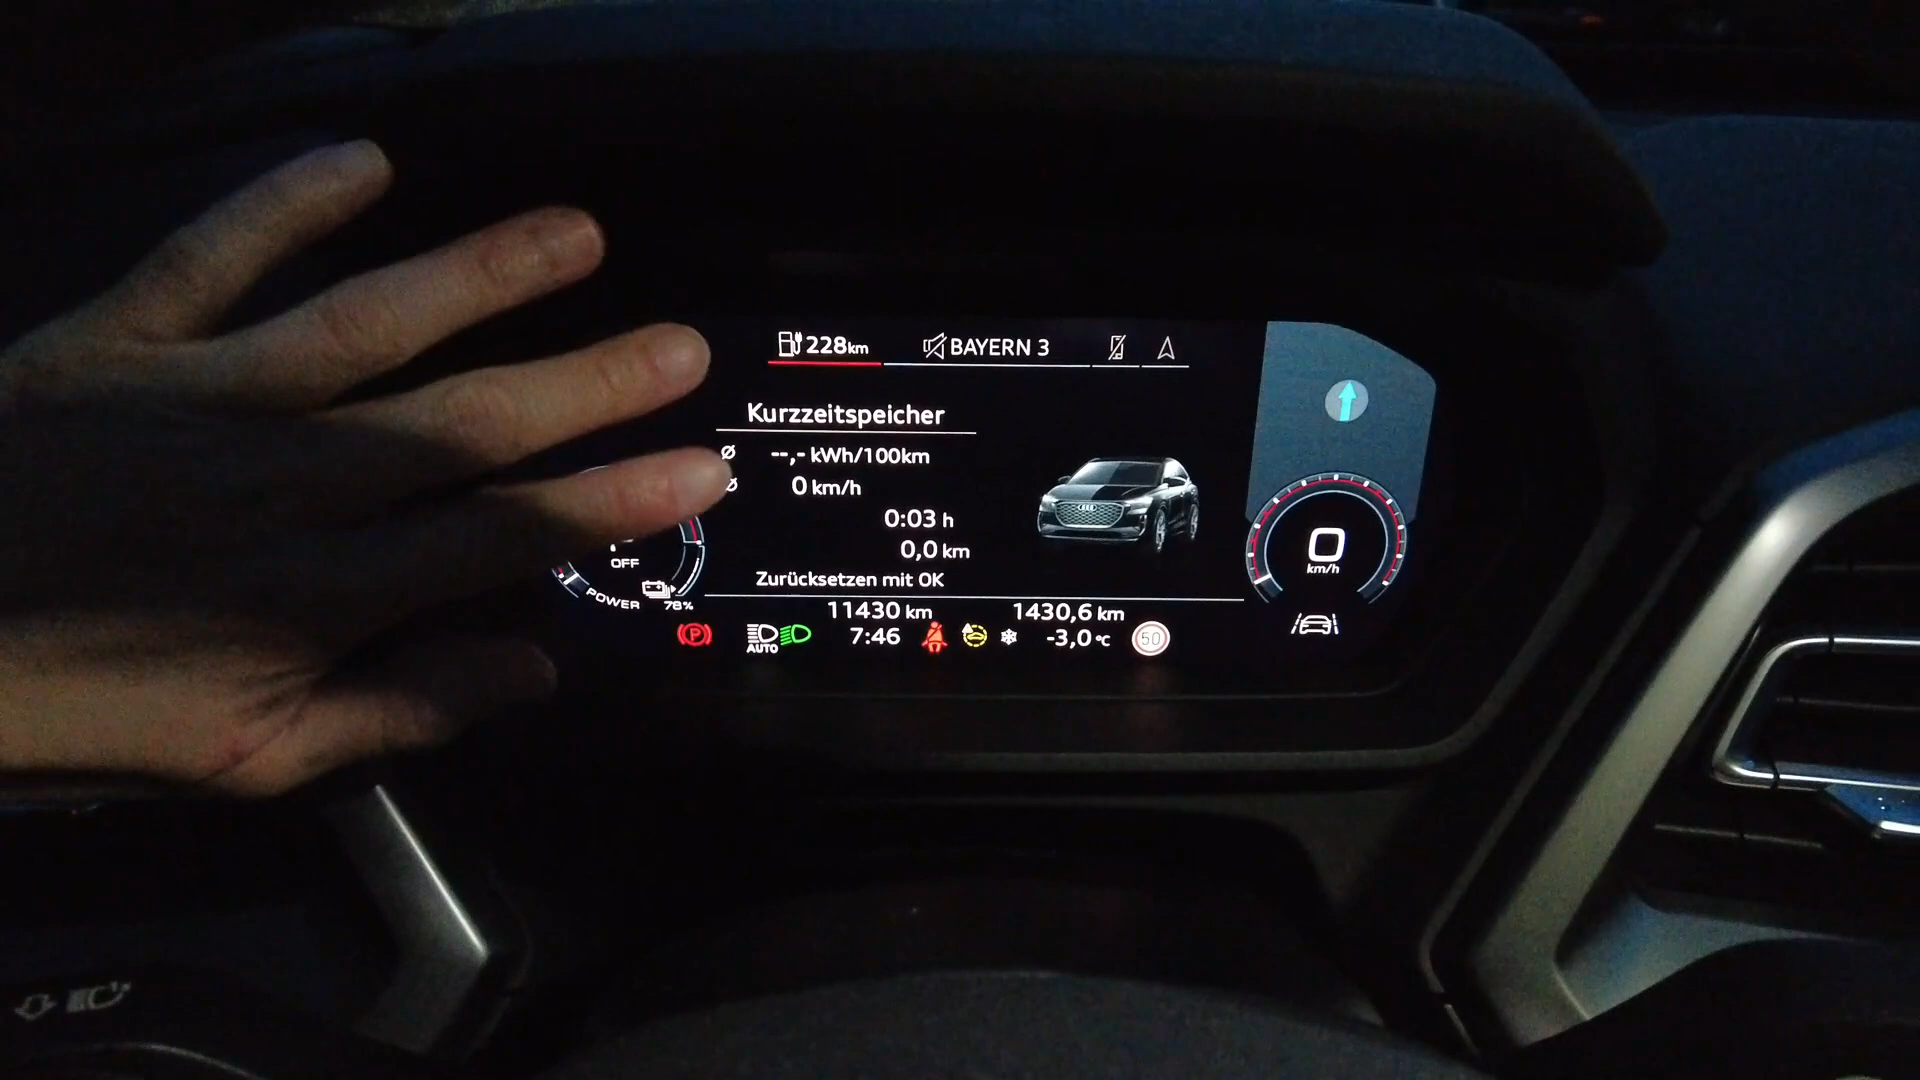 228km
BAYERN 3
Kurzzeitspeicher
ø --,- kWh/100km
ø 0 km/h
0:03 h
0,0 km
Zurücksetzen mit OK
OFF
POWER
78%
0
km/h
11430 km
1430,6 km
P
AUTO
7:46
-3,0 °C
50